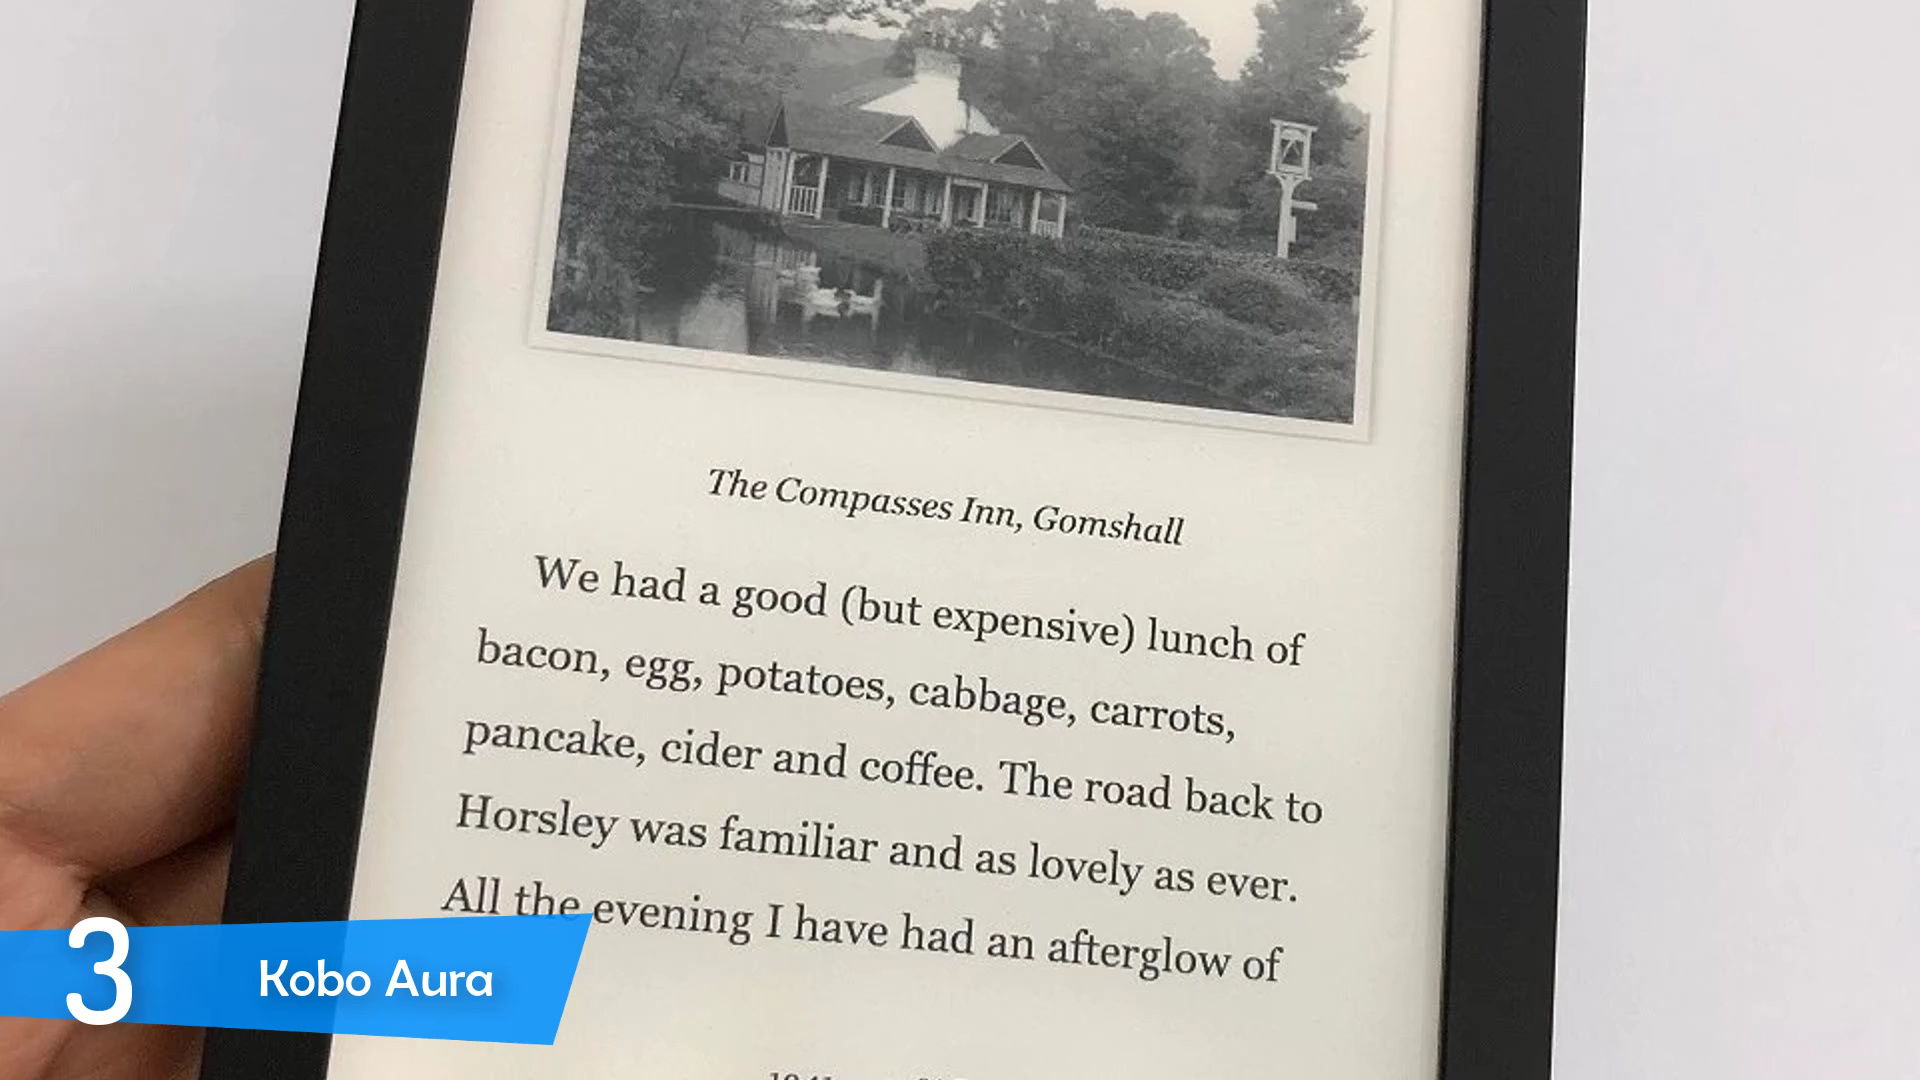 The Compasses Inn, Gomshall
We had a good (but expensive) lunch of
bacon, egg, potatoes, cabbage, carrots,
pancake, cider and coffee. The road back to
Horsley was familiar and as lovely as ever.
All the evening I have had an afterglow of
3 Kobo Aura